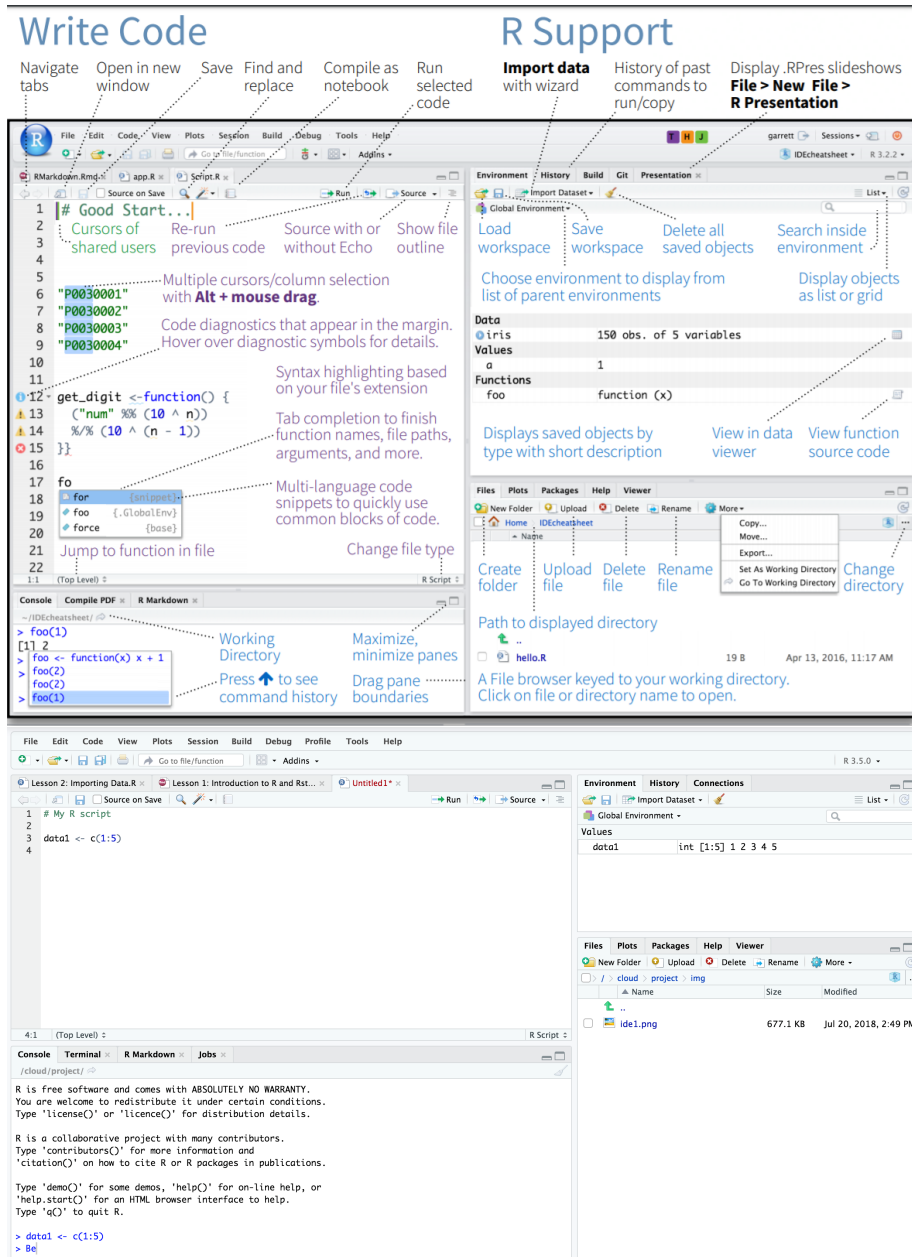 Write Code
R Support
Navigate tabs
Open in new window
Save
Find and replace
Compile as notebook
Run selected code
Import data with wizard
History of past commands to run/copy
Display .RPres slideshows
File > New File >
R Presentation
R
File Edit Code View Plots Session Build Debug Tools Help
T H J
garrett Sessions
Go to file/function
Addins
IDEcheatsheet
R 3.2.2
RMarkdown.Rmd
app.R
Script.R
Source on Save
Run
Source
1 # Good Start...
2
3
Cursors of shared users
Re-run previous code
Source with or without Echo
Show file outline
4
5
Multiple cursors/column selection
with Alt + mouse drag.
6 "P0030001"
7 "P0030002"
8 "P0030003"
9 "P0030004"
Code diagnostics that appear in the margin.
Hover over diagnostic symbols for details.
10
11
Syntax highlighting based
on your file's extension
12 get_digit <-function() {
13 ("num" %% (10 ^ n))
14 %/% (10 ^ (n - 1))
15 }}
Tab completion to finish
function names, file paths,
arguments, and more.
16
17 fo
18 for {snippet}
19 foo {.GlobalEnv}
20 force {base}
Multi-language code
snippets to quickly use
common blocks of code.
21 Jump to function in file
Change file type
22
1:1 (Top Level)
R Script
Console Compile PDF R Markdown
~/IDEcheatsheet/
> foo(1)
[1] 2
>
>
>
foo <- function(x) x + 1
foo(2)
foo(2)
foo(1)
Working Directory
Maximize, minimize panes
Press to see
command history
Drag pane boundaries
Environment History Build Git Presentation
Import Dataset
List
Global Environment
Load workspace
Save workspace
Delete all saved objects
Search inside environment
Choose environment to display from
list of parent environments
Display objects
as list or grid
Data
iris 150 obs. of 5 variables
Values
a 1
Functions
foo function (x)
Displays saved objects by
type with short description
View in data viewer
View function source code
Files Plots Packages Help Viewer
New Folder Upload Delete Rename More
Home IDEcheatsheet
Name
Copy...
Move...
Export...
Set As Working Directory
Go To Working Directory
Create folder
Upload file
Delete file
Rename file
Change directory
Path to displayed directory
..
hello.R 19 B Apr 13, 2016, 11:17 AM
A File browser keyed to your working directory.
Click on file or directory name to open.
File Edit Code View Plots Session Build Debug Profile Tools Help
Go to file/function
Addins
R 3.5.0
Lesson 2: Importing Data.R
Lesson 1: Introduction to R and Rst...
Untitled1*
Source on Save
Run
Source
1 # My R script
2
3 data1 <- c(1:5)
4
4:1 (Top Level)
R Script
Console Terminal R Markdown Jobs
/cloud/project/
R is free software and comes with ABSOLUTELY NO WARRANTY.
You are welcome to redistribute it under certain conditions.
Type 'license()' or 'licence()' for distribution details.
R is a collaborative project with many contributors.
Type 'contributors()' for more information and
'citation()' on how to cite R or R packages in publications.
Type 'demo()' for some demos, 'help()' for on-line help, or
'help.start()' for an HTML browser interface to help.
Type 'q()' to quit R.
> data1 <- c(1:5)
> Be
Environment History Connections
Import Dataset
List
Global Environment
Values
data1 int [1:5] 1 2 3 4 5
Files Plots Packages Help Viewer
New Folder Upload Delete Rename More
/ > cloud > project > img
Name Size Modified
..
ide1.png 677.1 KB Jul 20, 2018, 2:49 PM